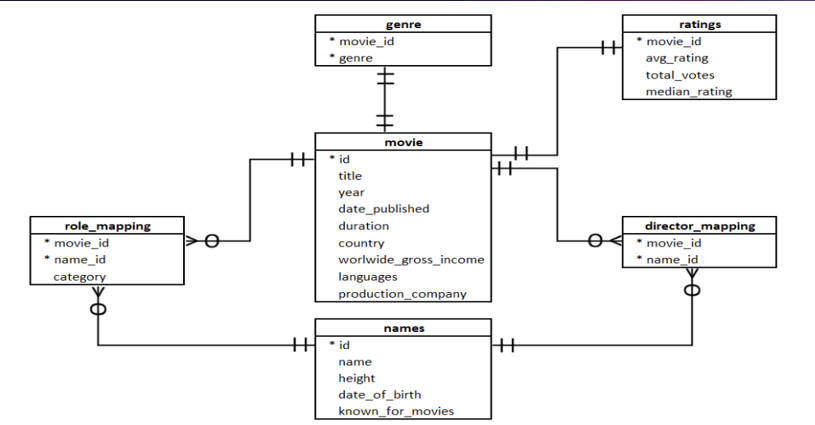 genre
* movie_id
* genre
ratings
* movie_id
avg_rating
total_votes
median_rating
movie
* id
title
year
date_published
duration
country
worlwide_gross_income
languages
production_company
role_mapping
* movie_id
* name_id
category
director_mapping
* movie_id
* name_id
names
* id
name
height
date_of_birth
known_for_movies